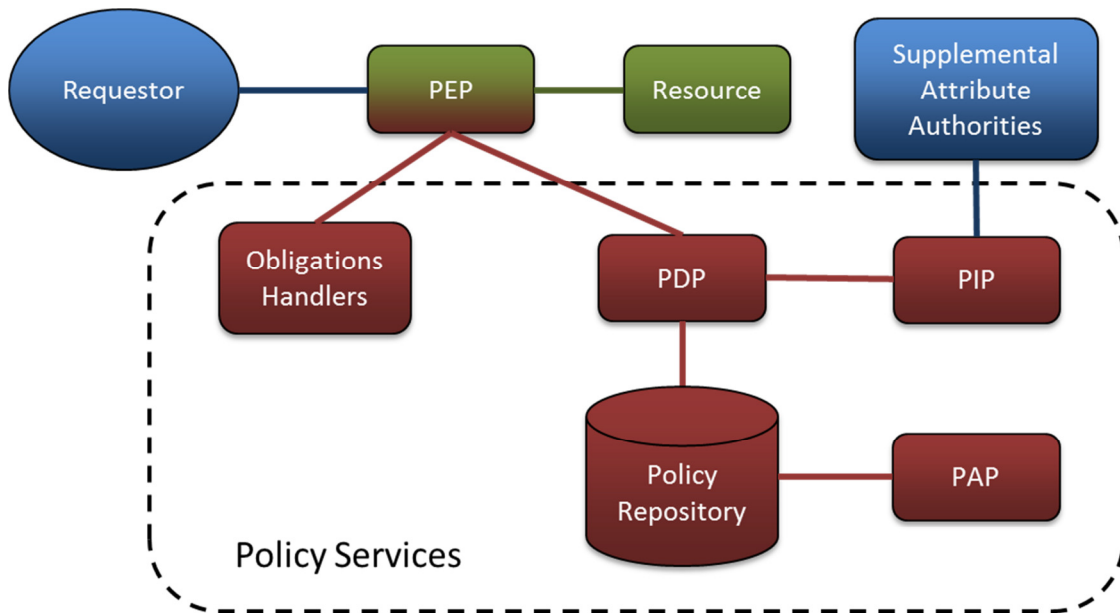 Requestor
PEP
Resource
Supplemental
Attribute
Authorities
Obligations
Handlers
PDP
PIP
Policy
Repository
PAP
Policy Services